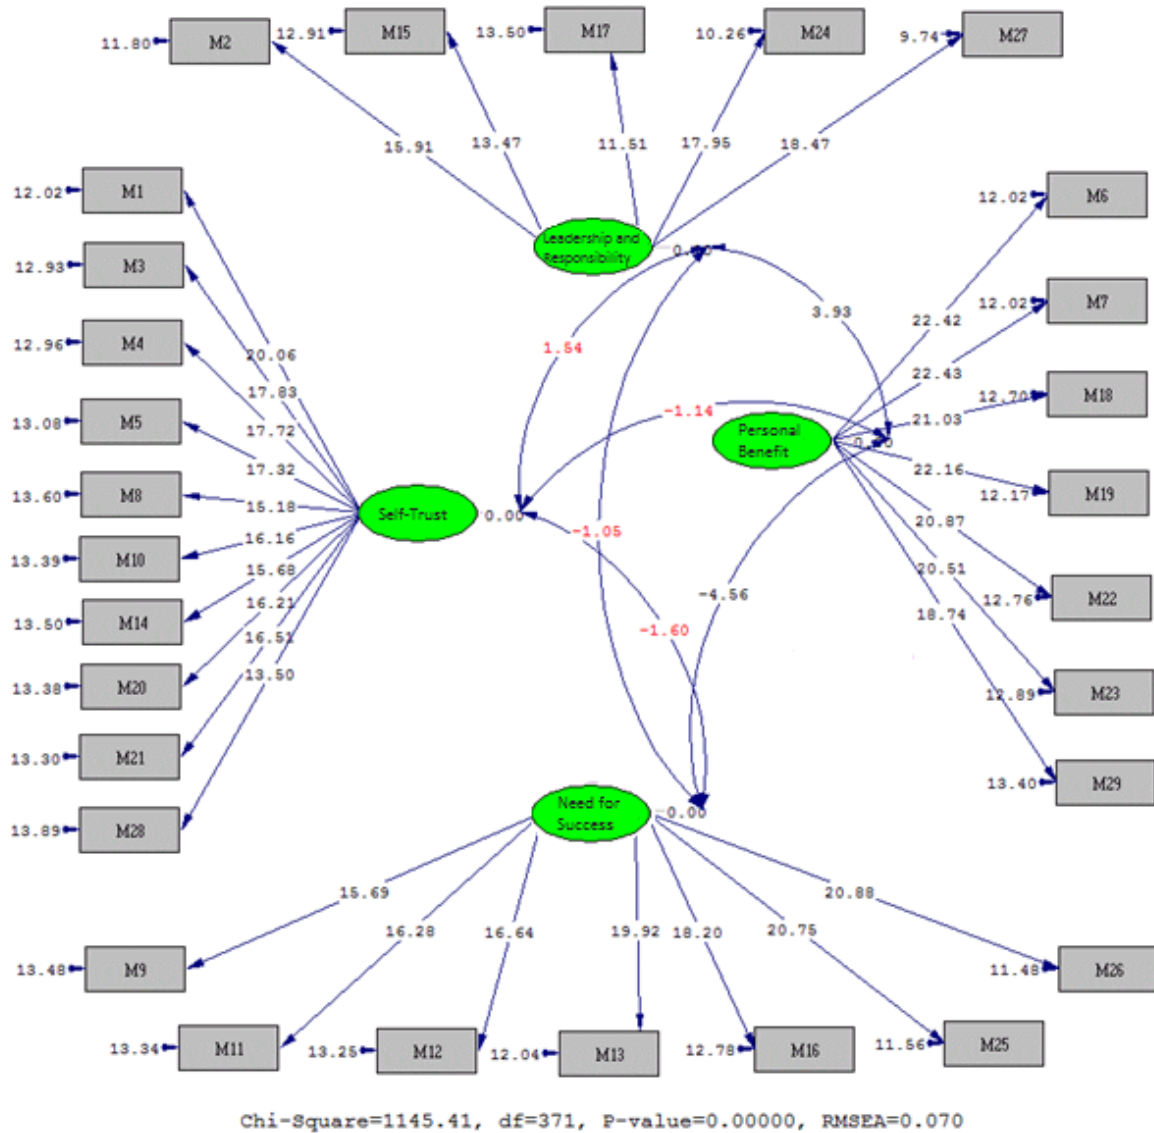 11.80 M2 12.91 M15 13.50 M17 10.26 M24 9.74 M27
15.91 13.47 11.51 17.95 18.47
12.02 M1
12.93 M3
12.96 M4
13.08 M5
13.60 M8
13.39 M10
13.50 M14
13.38 M20
13.30 M21
13.89 M28
20.06
17.83
17.72
17.32
15.18
16.16
15.68
16.21
16.51
13.50
Self-Trust
0.00
Leadership and
Responsibility
3.93
1.54
-1.14
-1.05
-4.56
-1.60
Personal
Benefit
22.42
22.43
21.03
22.16
20.87
20.51
18.74
12.02 M6
12.02 M7
12.70 M18
12.17 M19
12.76 M22
12.89 M23
13.40 M29
Need for
Success
0.00
15.69 16.28 16.64 19.92 18.20 20.75 20.88
13.48 M9
11.48 M26
13.34 M11 13.25 M12 12.04 M13 12.78 M16 11.56 M25
Chi-Square=1145.41, df=371, P-value=0.00000, RMSEA=0.070